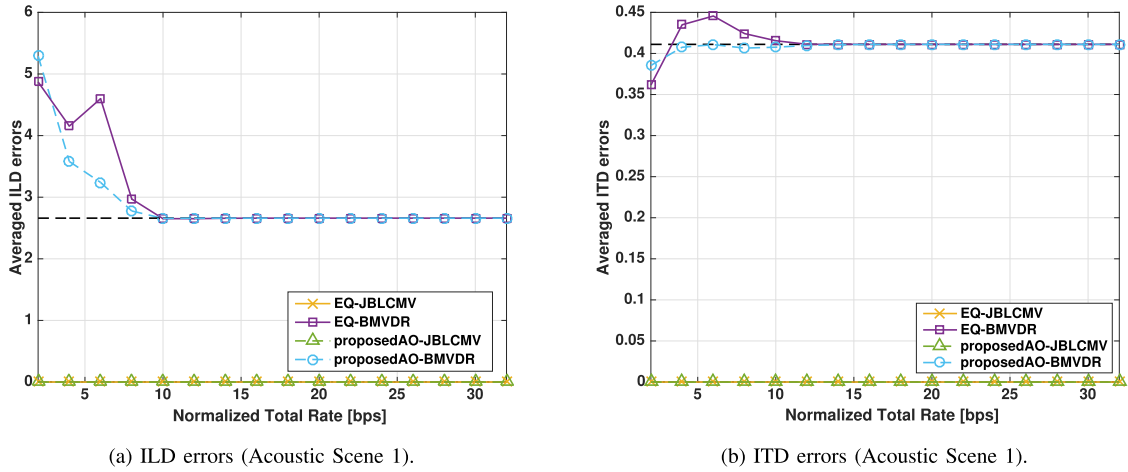 6
5
4
3
2
1
0
Averaged ILD errors
5
10
15
20
25
30
Normalized Total Rate [bps]
EQ-JBLCMV
EQ-BMVDR
proposedAO-JBLCMV
proposedAO-BMVDR
(a) ILD errors (Acoustic Scene 1).
0.45
0.4
0.35
0.3
0.25
0.2
0.15
0.1
0.05
0
Averaged ITD errors
5
10
15
20
25
30
Normalized Total Rate [bps]
EQ-JBLCMV
EQ-BMVDR
proposedAO-JBLCMV
proposedAO-BMVDR
(b) ITD errors (Acoustic Scene 1).